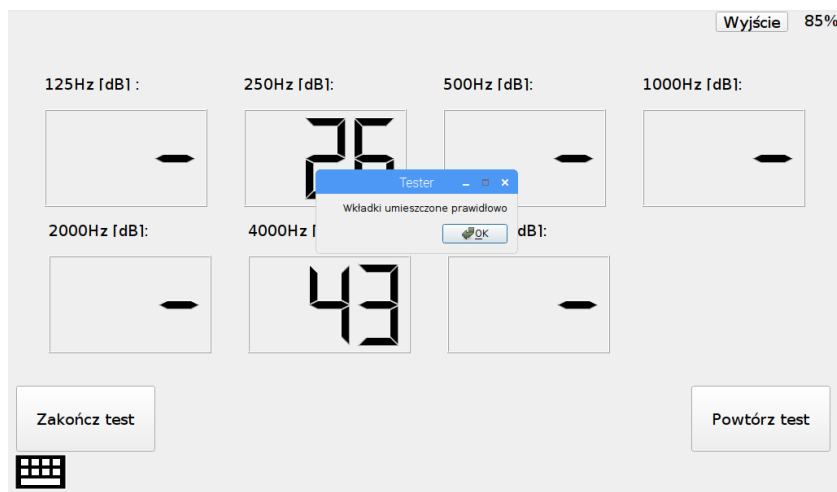 Wyjście 85%
125Hz [dB] : 250Hz [dB]: 500Hz [dB]: 1000Hz [dB]:
- 26 - -
Tester
Wkładki umieszczone prawidłowo
OK
2000Hz [dB]: 4000Hz [ dB]:
- 43 -
Zakończ test Powtórz test